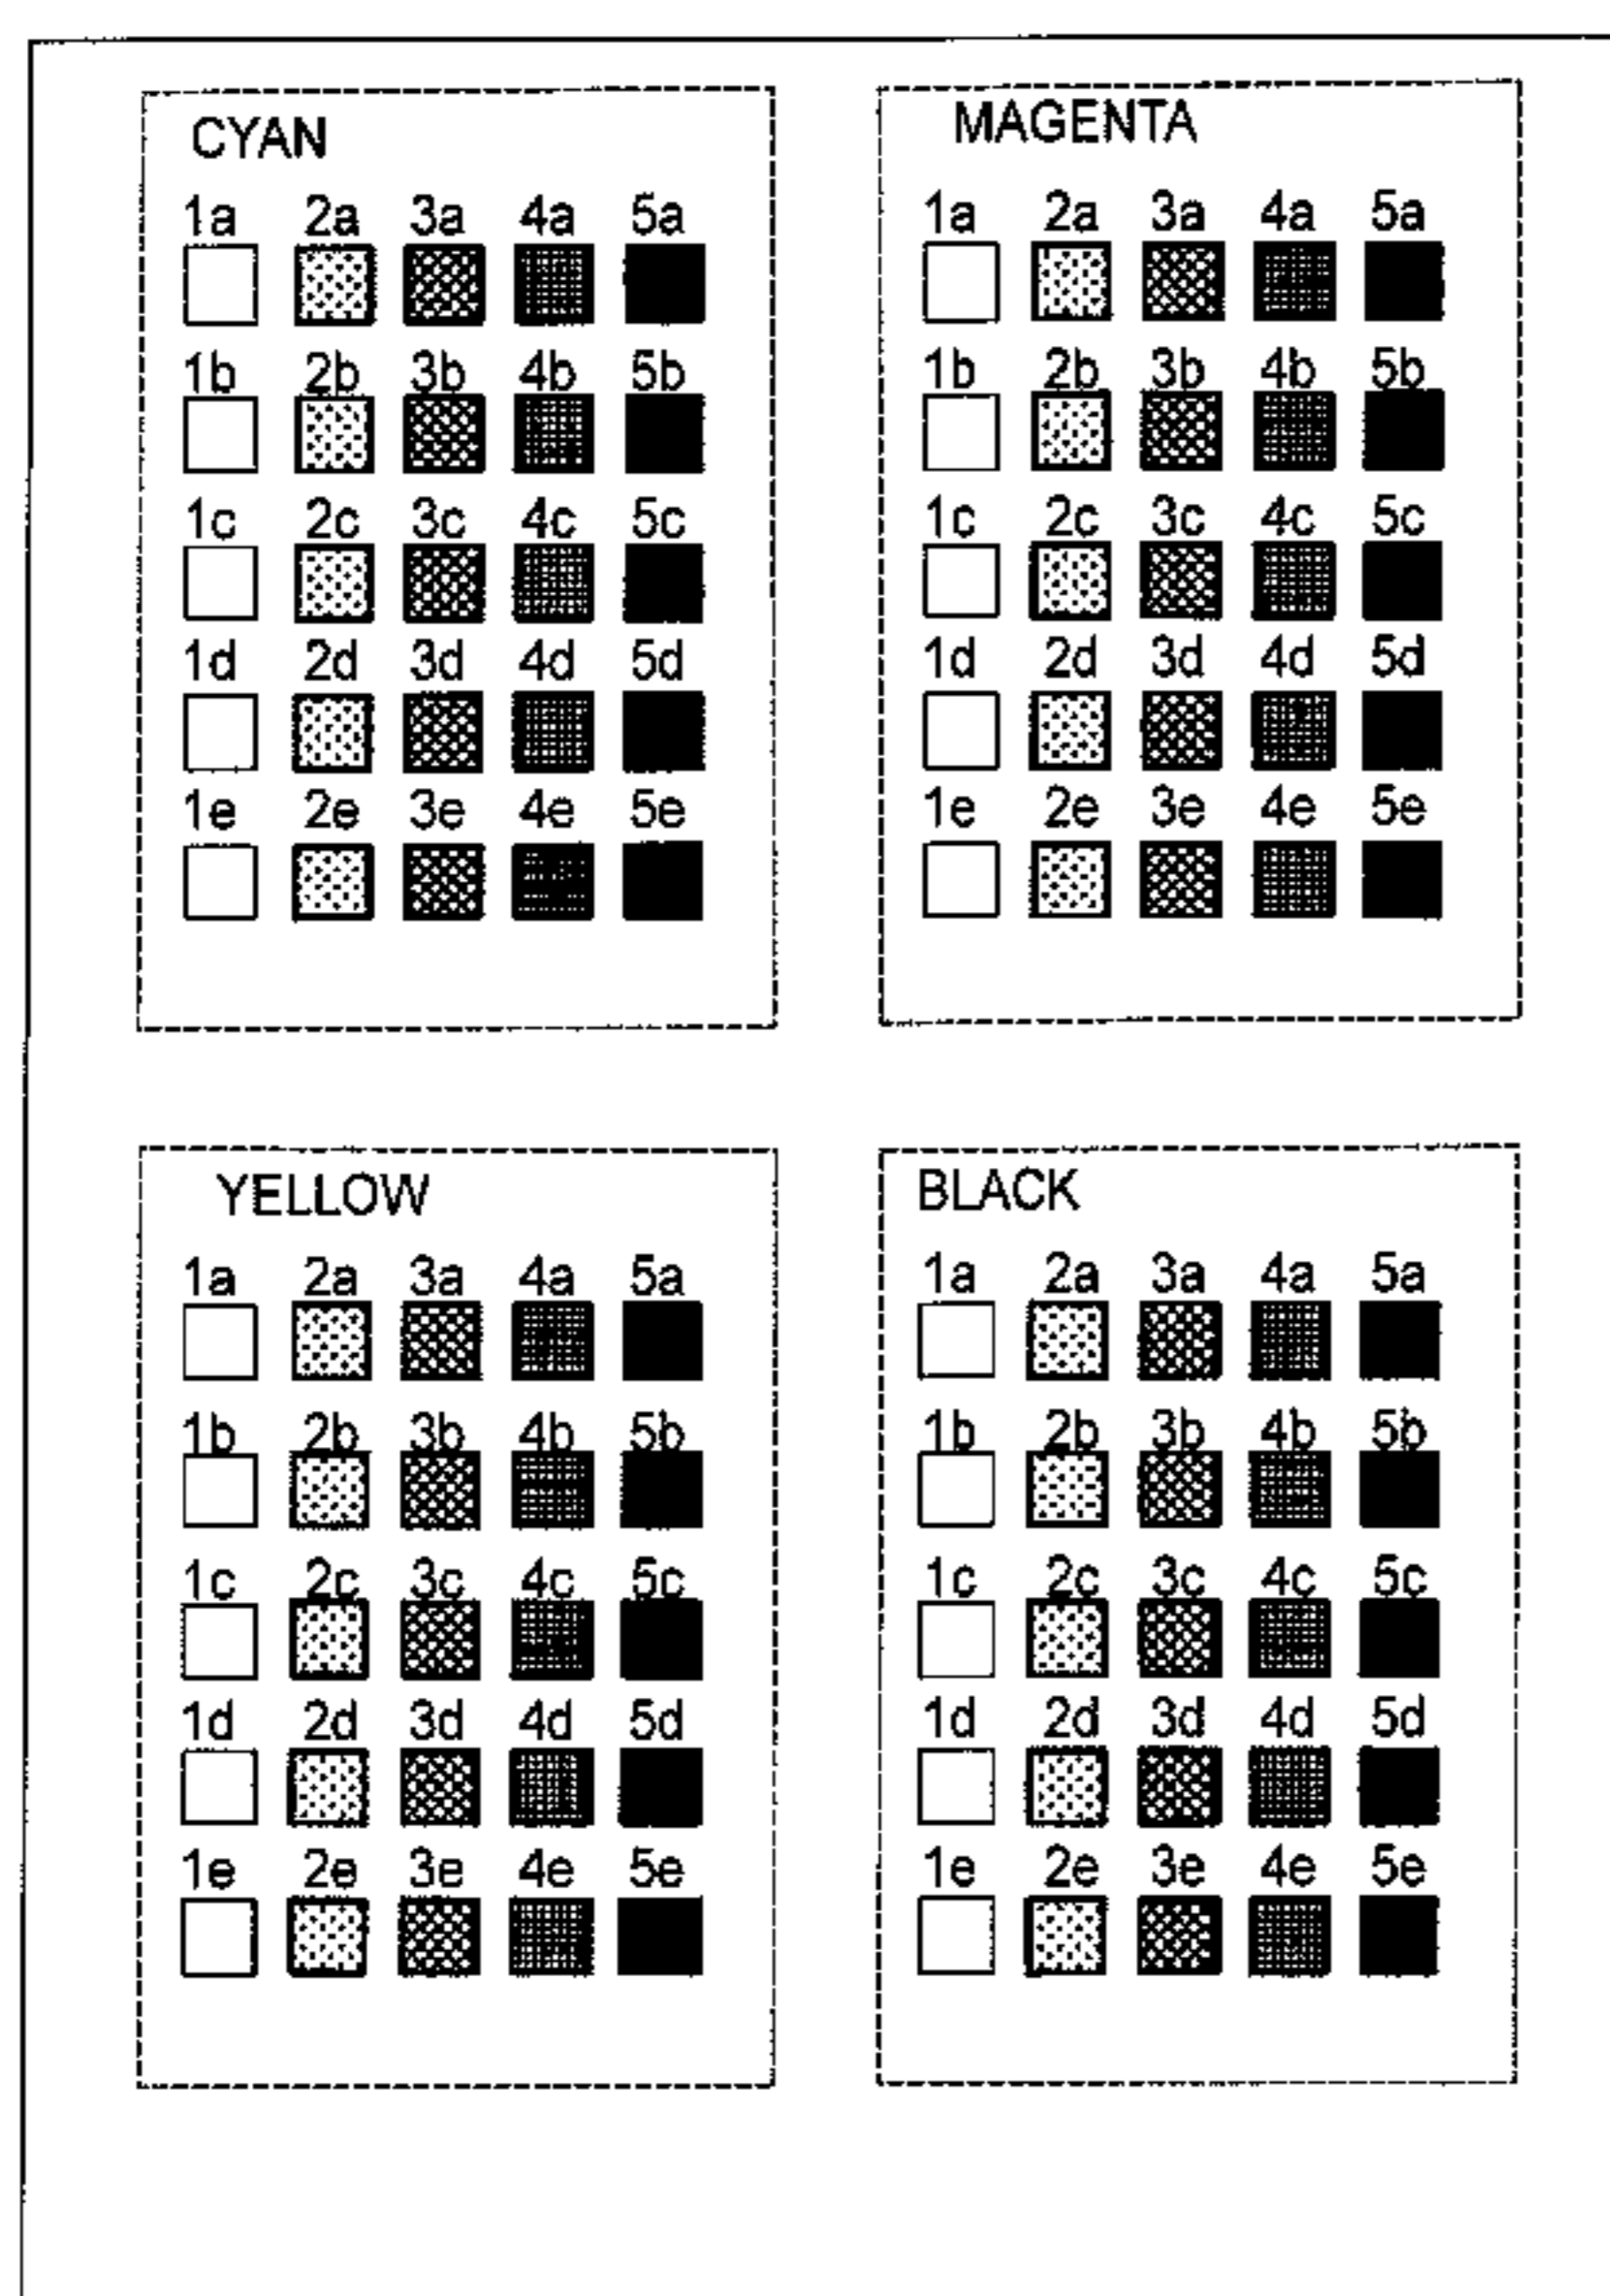 CYAN
1a 2a 3a 4a 5a
1b 2b 3b 4b 5b
1c 2c 3c 4c 5c
1d 2d 3d 4d 5d
1e 2e 3e 4e 5e
MAGENTA
1a 2a 3a 4a 5a
1b 2b 3b 4b 5b
1c 2c 3c 4c 5c
1d 2d 3d 4d 5d
1e 2e 3e 4e 5e
YELLOW
1a 2a 3a 4a 5a
1b 2b 3b 4b 5b
1c 2c 3c 4c 5c
1d 2d 3d 4d 5d
1e 2e 3e 4e 5e
BLACK
1a 2a 3a 4a 5a
1b 2b 3b 4b 5b
1c 2c 3c 4c 5c
1d 2d 3d 4d 5d
1e 2e 3e 4e 5e